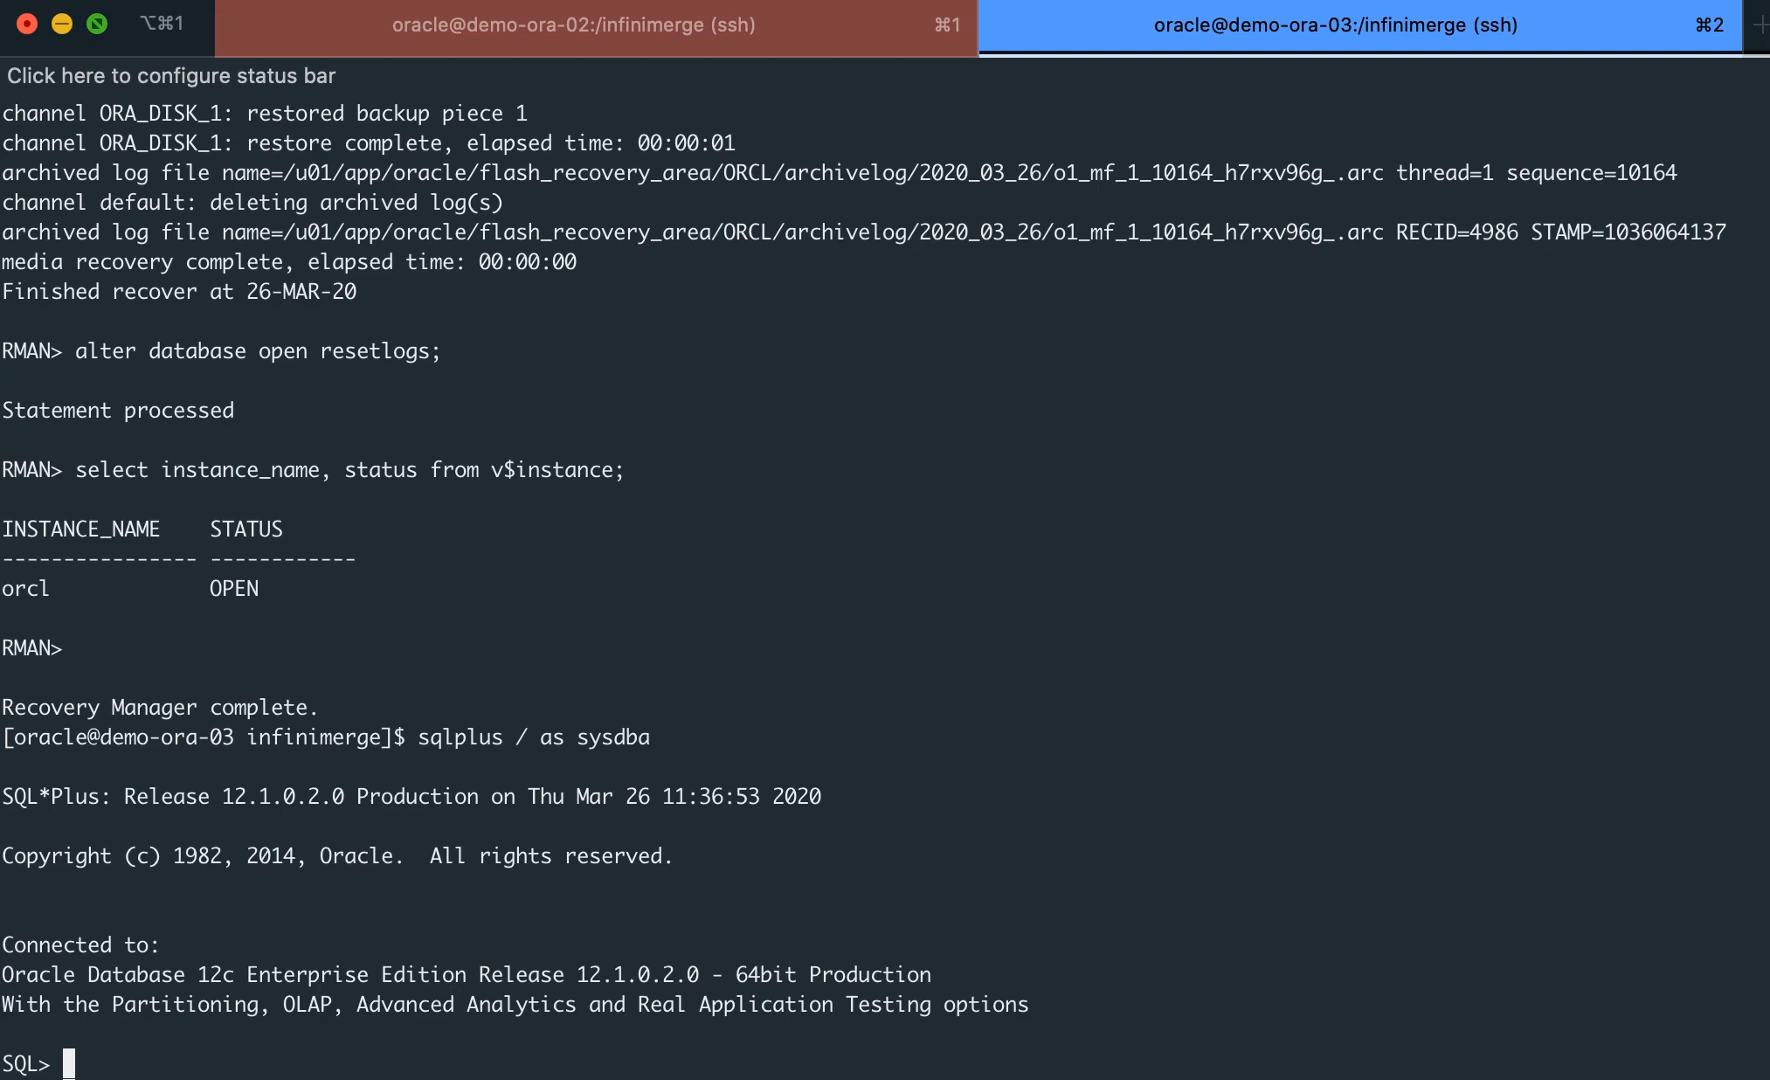 ⌥⌘1
oracle@demo-ora-02:/infinimerge (ssh) ⌘1
oracle@demo-ora-03:/infinimerge (ssh) ⌘2
Click here to configure status bar
channel ORA_DISK_1: restored backup piece 1
channel ORA_DISK_1: restore complete, elapsed time: 00:00:01
archived log file name=/u01/app/oracle/flash_recovery_area/ORCL/archivelog/2020_03_26/o1_mf_1_10164_h7rxv96g_.arc thread=1 sequence=10164
channel default: deleting archived log(s)
archived log file name=/u01/app/oracle/flash_recovery_area/ORCL/archivelog/2020_03_26/o1_mf_1_10164_h7rxv96g_.arc RECID=4986 STAMP=1036064137
media recovery complete, elapsed time: 00:00:00
Finished recover at 26-MAR-20
RMAN> alter database open resetlogs;
Statement processed
RMAN> select instance_name, status from v$instance;
INSTANCE_NAME    STATUS
---------------- ------------
orcl             OPEN
RMAN>
Recovery Manager complete.
[oracle@demo-ora-03 infinimerge]$ sqlplus / as sysdba
SQL*Plus: Release 12.1.0.2.0 Production on Thu Mar 26 11:36:53 2020
Copyright (c) 1982, 2014, Oracle.  All rights reserved.
Connected to:
Oracle Database 12c Enterprise Edition Release 12.1.0.2.0 - 64bit Production
With the Partitioning, OLAP, Advanced Analytics and Real Application Testing options
SQL>